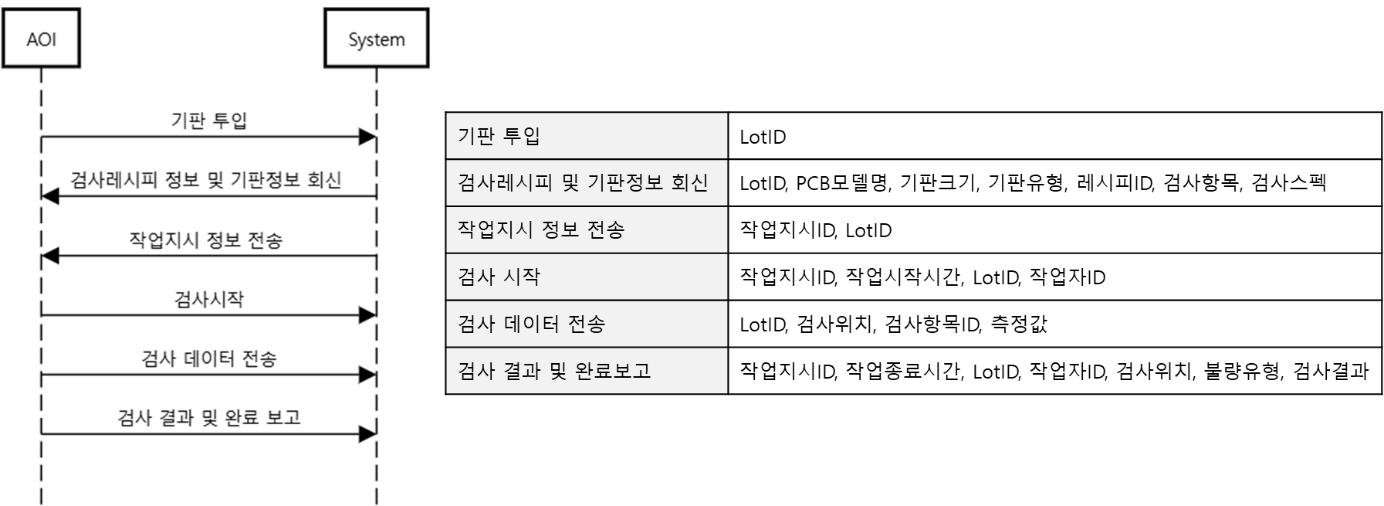 AOI
System
기판 투입
검사레시피 정보 및 기판정보 회신
작업지시 정보 전송
검사시작
검사 데이터 전송
검사 결과 및 완료 보고
기판 투입 LotID
검사레시피 및 기판정보 회신 LotID, PCB모델명, 기판크기, 기판유형, 레시피ID, 검사항목, 검사스펙
작업지시 정보 전송 작업지시ID, LotID
검사 시작 작업지시ID, 작업시작시간, LotID, 작업자ID
검사 데이터 전송 LotID, 검사위치, 검사항목ID, 측정값
검사 결과 및 완료보고 작업지시ID, 작업종료시간, LotID, 작업자ID, 검사위치, 불량유형, 검사결과